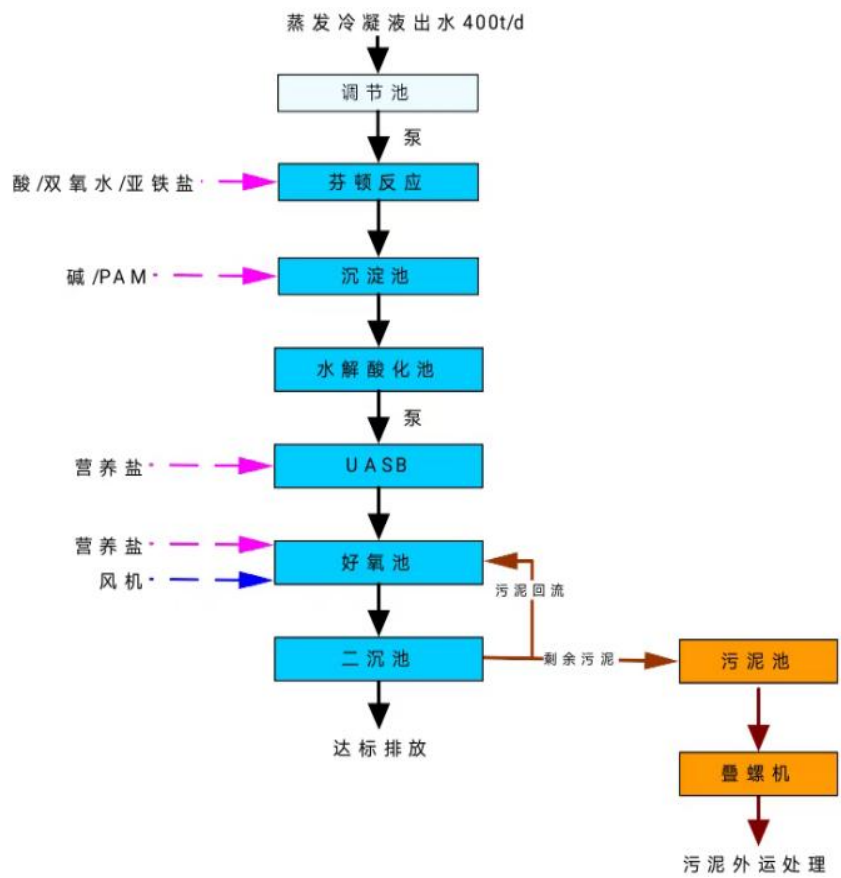 蒸发冷凝液出水400t/d
调节池
泵
酸/双氧水/亚铁盐
芬顿反应
碱/PAM
沉淀池
水解酸化池
泵
营养盐
UASB
营养盐
好氧池
风机
污泥回流
二沉池
剩余污泥
污泥池
达标排放
叠螺机
污泥外运处理